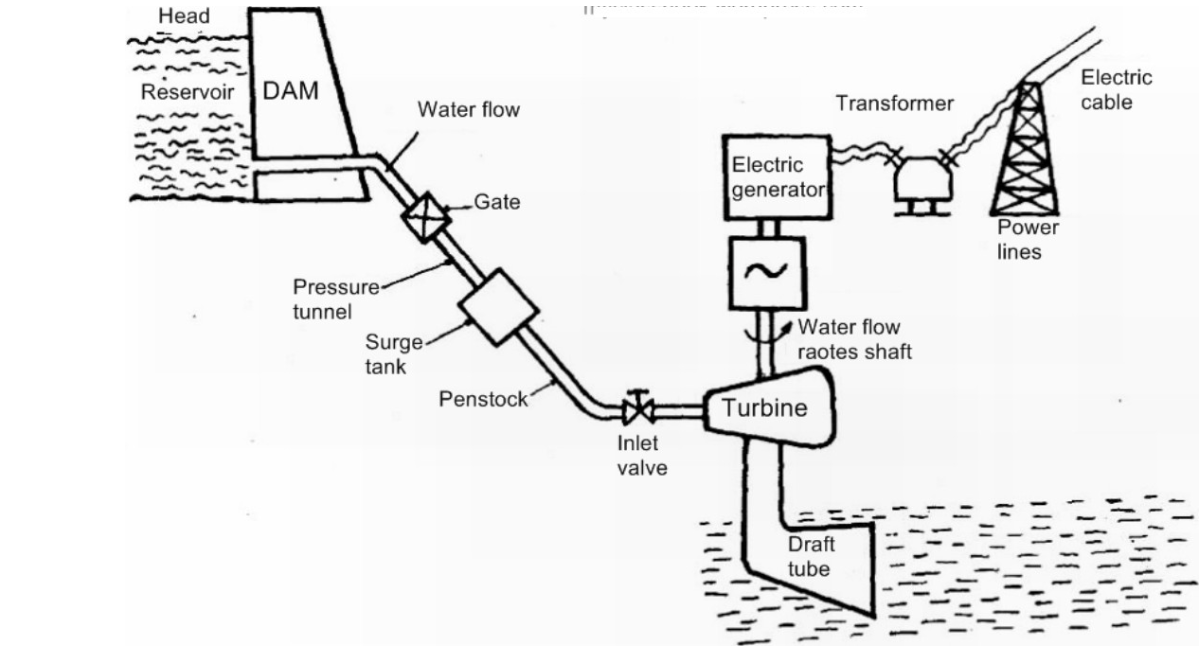 Head
Reservoir
DAM
Water flow
Gate
Pressure
tunnel
Surge
tank
Penstock
Inlet
valve
Turbine
Water flow
raotes shaft
Electric
generator
Transformer
Electric
cable
Power
lines
Draft
tube